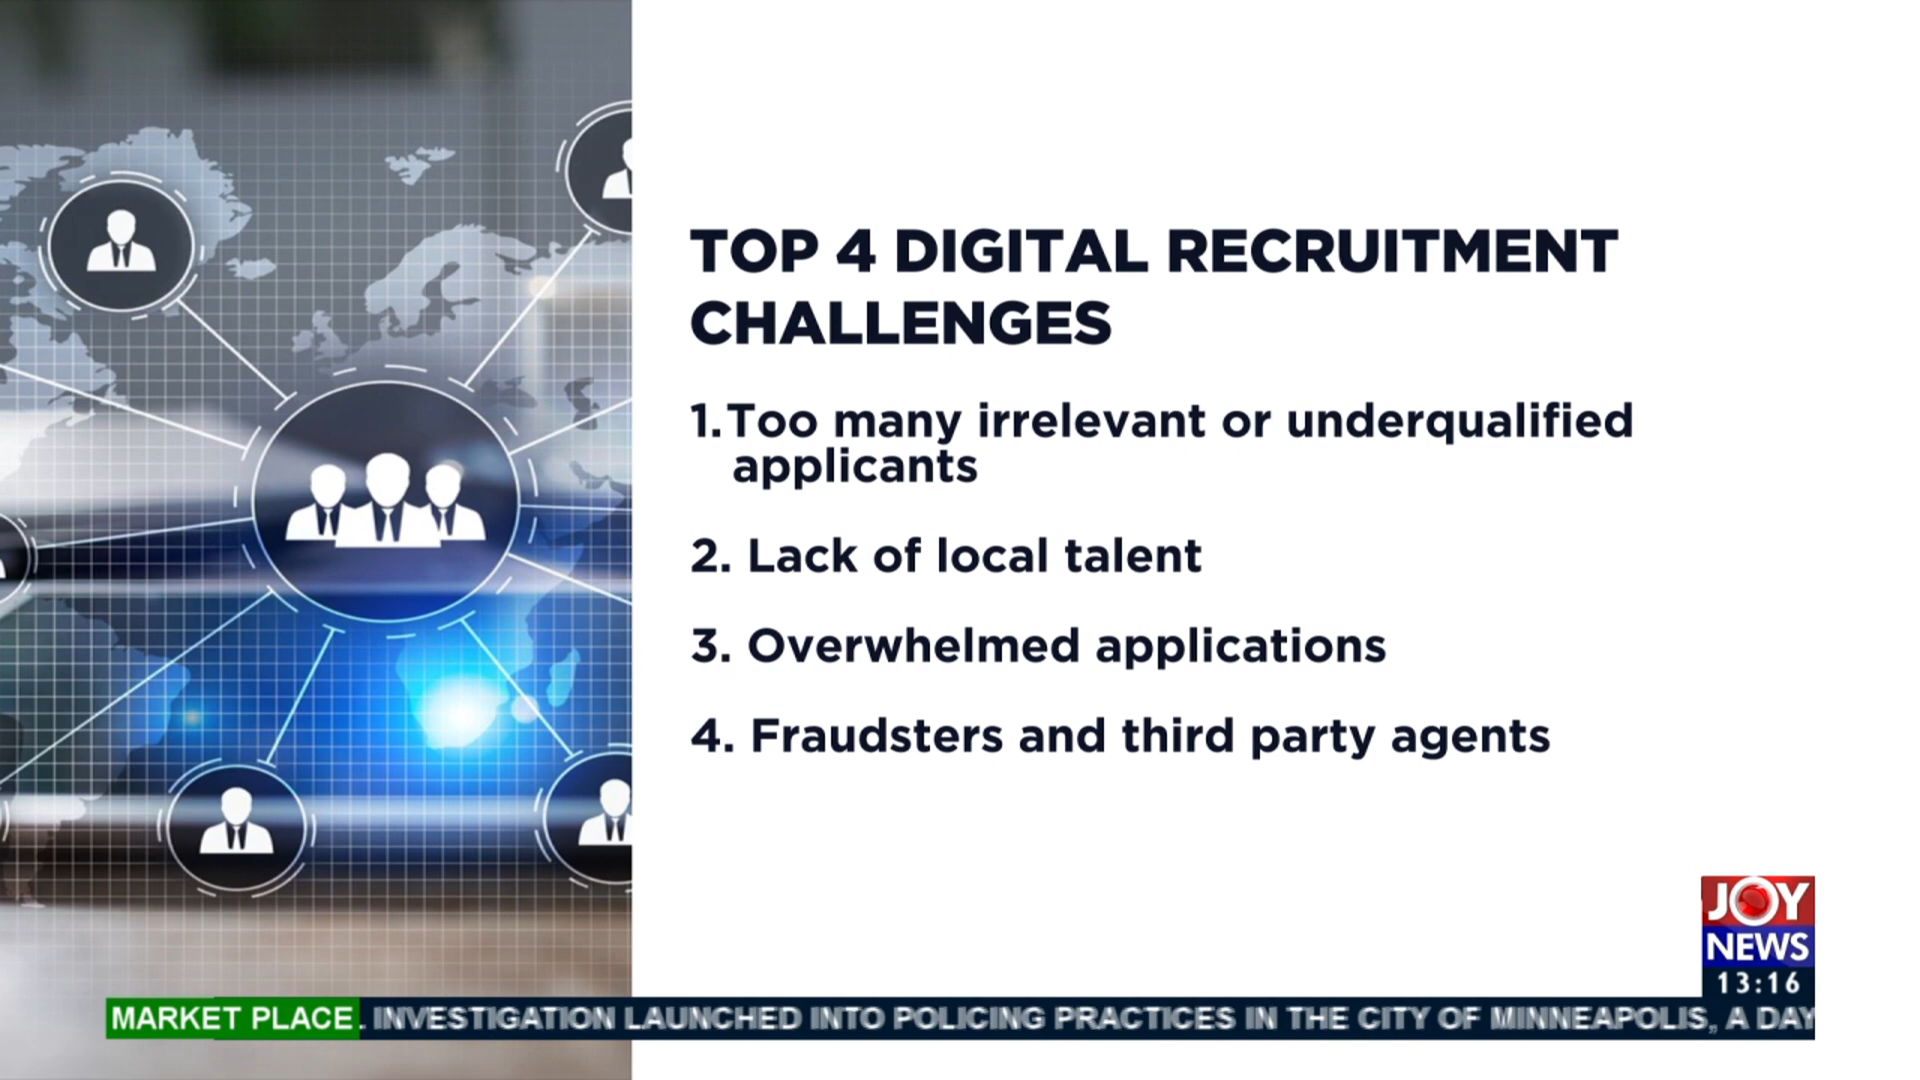 TOP 4 DIGITAL RECRUITMENT
CHALLENGES
1.Too many irrelevant or underqualified
applicants
2. Lack of local talent
3. Overwhelmed applications
4. Fraudsters and third party agents
JOY
NEWS
13:16
MARKET PLACE . INVESTIGATION LAUNCHED INTO POLICING PRACTICES IN THE CITY OF MINNEAPOLIS,, A DAY